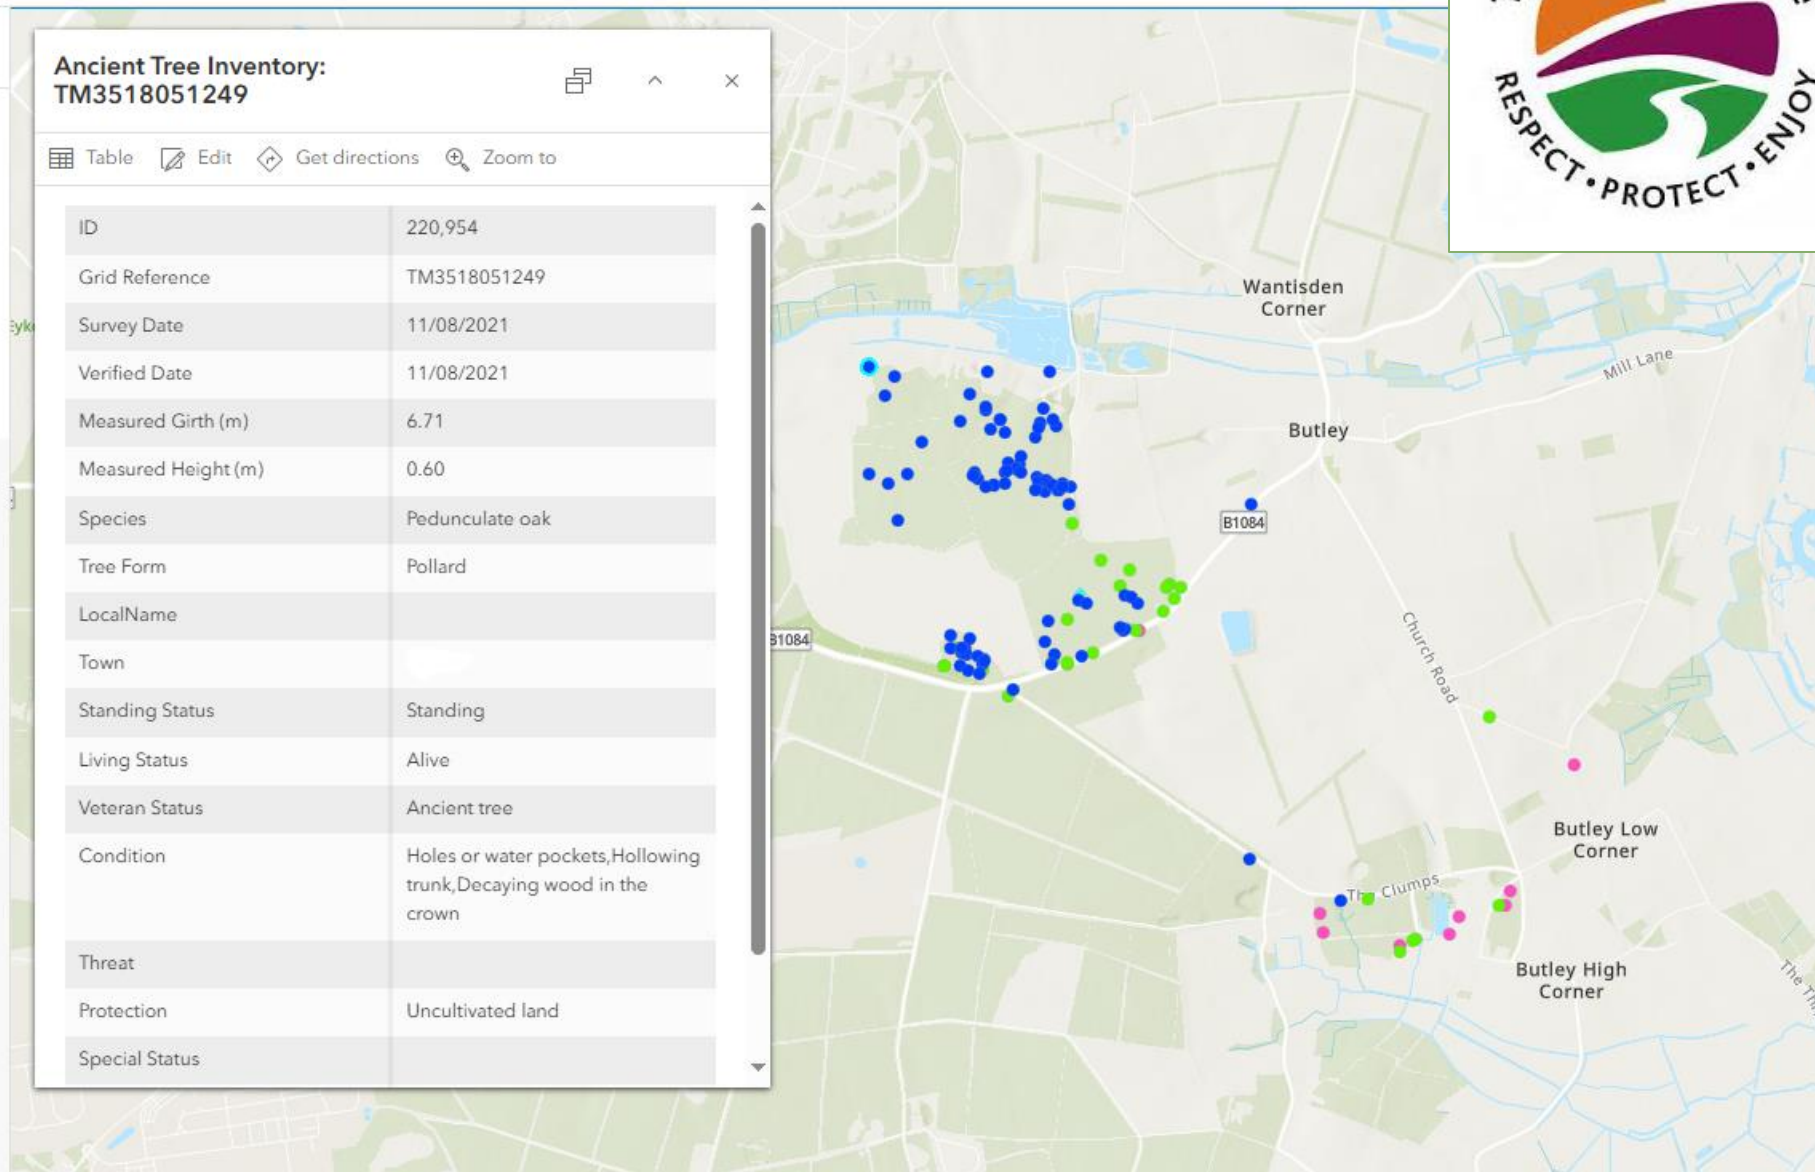 Ancient Tree Inventory:
TM3518051249
Table Edit Get directions Zoom to
ID 220,954
Grid Reference TM3518051249
Survey Date 11/08/2021
Verified Date 11/08/2021
Measured Girth (m) 6.71
Measured Height (m) 0.60
Species Pedunculate oak
Tree Form Pollard
LocalName
Town
Standing Status Standing
Living Status Alive
Veteran Status Ancient tree
Condition Holes or water pockets,Hollowing
trunk,Decaying wood in the
crown
Threat
Protection Uncultivated land
Special Status
RESPECT • PROTECT • ENJOY
Wantisden
Corner
Mill Lane
Butley
B1084
B1084
Church Road
Butley Low
Corner
The Clumps
Butley High
Corner
The